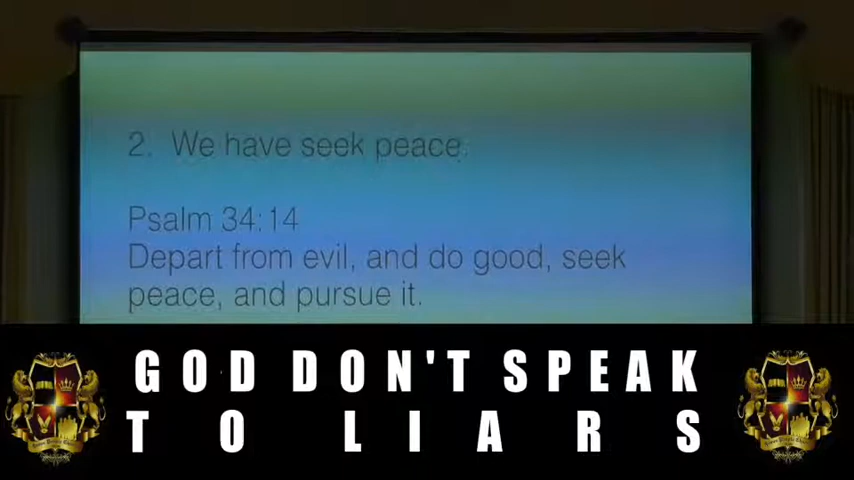 2. We have seek peace.
Psalm 34:14
Depart from evil, and do good, seek
peace, and pursue it.
GOD DON'T SPEAK
TO LIARS